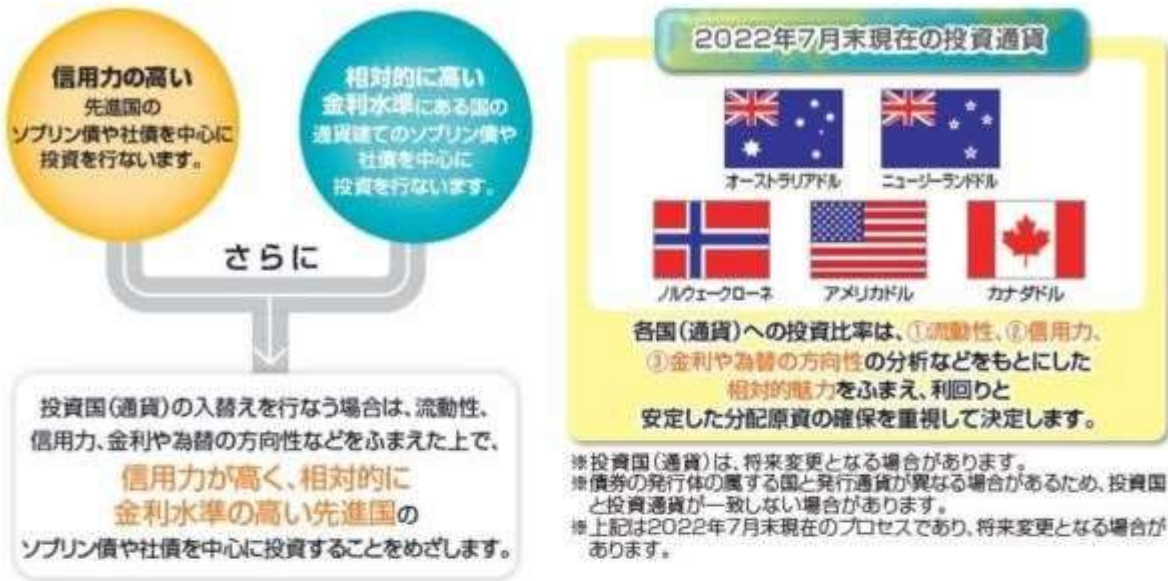 信用力の高い
先進国の
ソブリン債や社債を中心に
投資を行ないます。
相対的に高い
金利水準にある国の
通貨建てのソブリン債や
社債を中心に
投資を行ないます。
さらに
投資国(通貨)の入替えを行なう場合は、流動性、
信用力、金利や為替の方向性などをふまえた上で、
信用力が高く、相対的に
金利水準の高い先進国の
ソブリン債や社債を中心に投資することをめざします。
2022年7月末現在の投資通貨
オーストラリアドル
ニュージーランドドル
ノルウェークローネ
アメリカドル
カナダドル
各国(通貨)への投資比率は、①流動性、②信用力、
③金利や為替の方向性の分析などをもとにした
相対的魅力をふまえ、利回りと
安定した分配原資の確保を重視して決定します。
※投資国(通貨)は、将来変更となる場合があります。
※債券の発行体の属する国と発行通貨が異なる場合があるため、投資国
と投資通貨が一致しない場合があります。
※上記は2022年7月末現在のプロセスであり、将来変更となる場合が
あります。